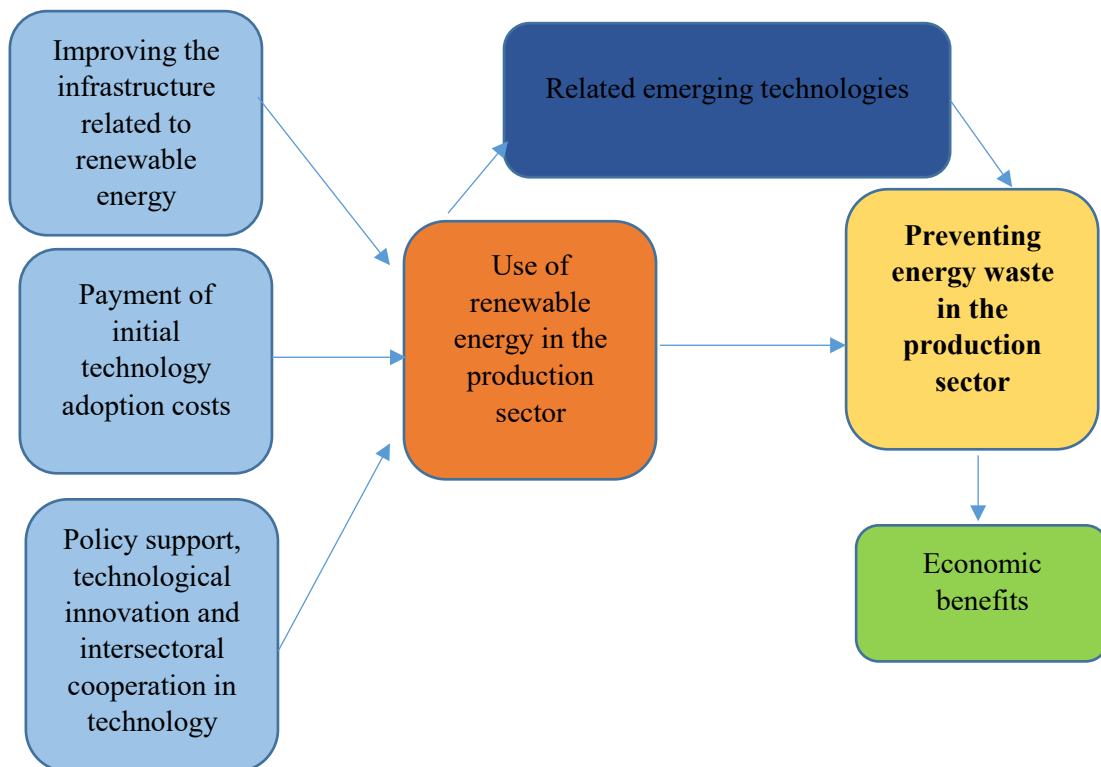 Improving the
infrastructure
related to
renewable
energy
Related emerging technologies
Payment of
initial
technology
adoption costs
Use of
renewable
energy in the
production
sector
Preventing
energy waste
in the
production
sector
Policy support,
technological
innovation and
intersectoral
cooperation in
technology
Economic
benefits